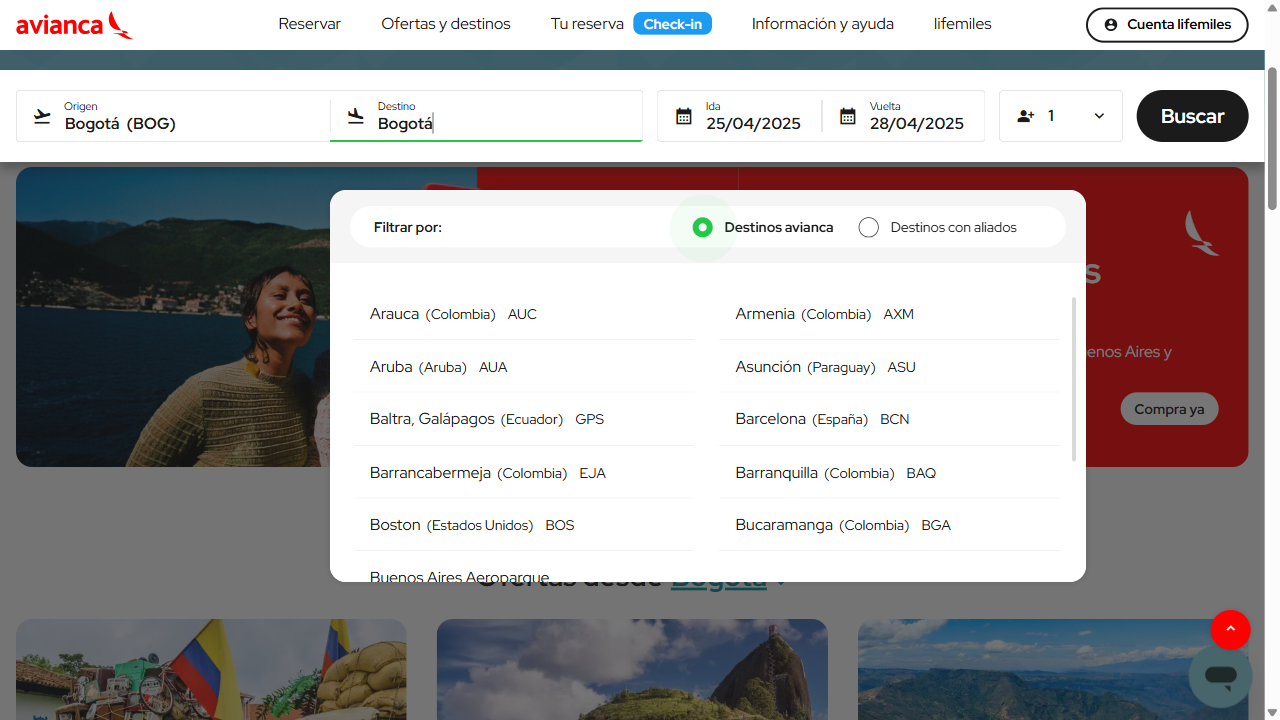 avianca
Reservar
Ofertas y destinos
Tu reserva
Check-in
Información y ayuda
lifemiles
Cuenta lifemiles
Origen
Bogotá (BOG)
Destino
Bogotá
Ida
25/04/2025
Vuelta
28/04/2025
1
Buscar
Filtrar por:
Destinos avianca
Destinos con aliados
Arauca (Colombia) AUC
Armenia (Colombia) AXM
Aruba (Aruba) AUA
Asunción (Paraguay) ASU
Baltra, Galápagos (Ecuador) GPS
Barcelona (España) BCN
Barrancabermeja (Colombia) EJA
Barranquilla (Colombia) BAQ
Boston (Estados Unidos) BOS
Bucaramanga (Colombia) BGA
Buenos Aires Aeroparque
s
enos Aires y
Compra ya
Ofertas desde Bogotá